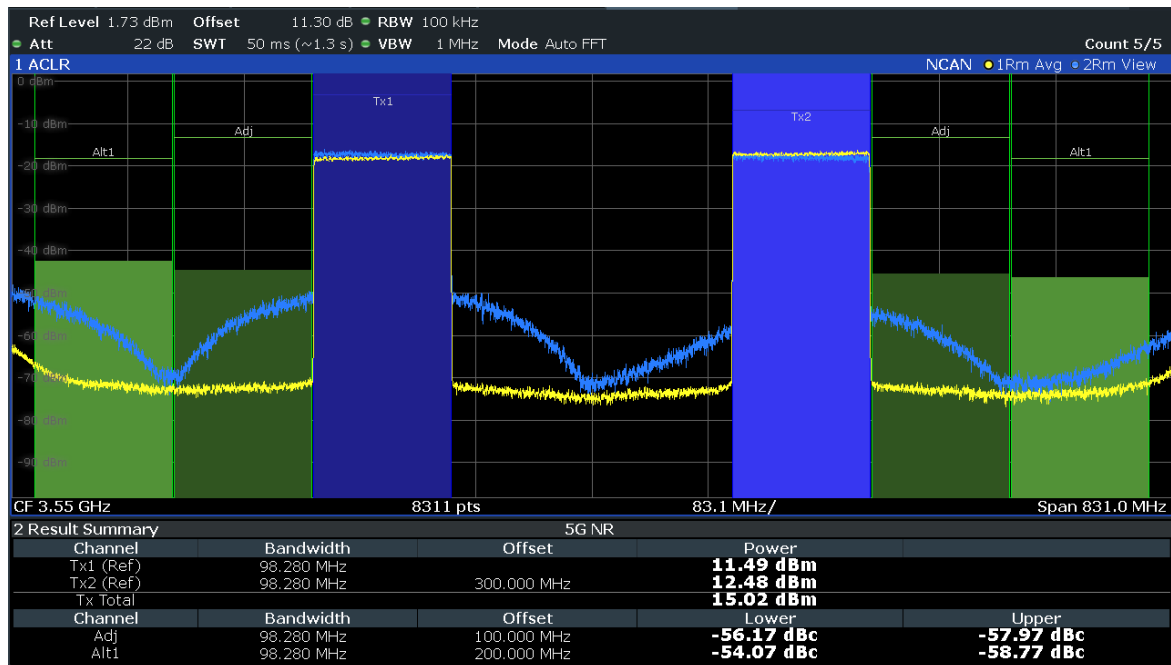 Ref Level 1.73 dBm Offset 11.30 dB RBW 100 kHz
Att 22 dB SWT 50 ms (~1.3 s) VBW 1 MHz Mode Auto FFT Count 5/5
1 ACLR NCAN 1Rm Avg 2Rm View
0 dBm
Tx1
Tx2
-10 dBm
Adj
Adj
Alt1
Alt1
-20 dBm
-30 dBm
-40 dBm
-50 dBm
-60 dBm
-70 dBm
-80 dBm
-90 dBm
CF 3.55 GHz 8311 pts 83.1 MHz/ Span 831.0 MHz
2 Result Summary 5G NR
Channel Bandwidth Offset Power
Tx1 (Ref) 98.280 MHz 11.49 dBm
Tx2 (Ref) 98.280 MHz 300.000 MHz 12.48 dBm
Tx Total 15.02 dBm
Channel Bandwidth Offset Lower Upper
Adj 98.280 MHz 100.000 MHz -56.17 dBc -57.97 dBc
Alt1 98.280 MHz 200.000 MHz -54.07 dBc -58.77 dBc